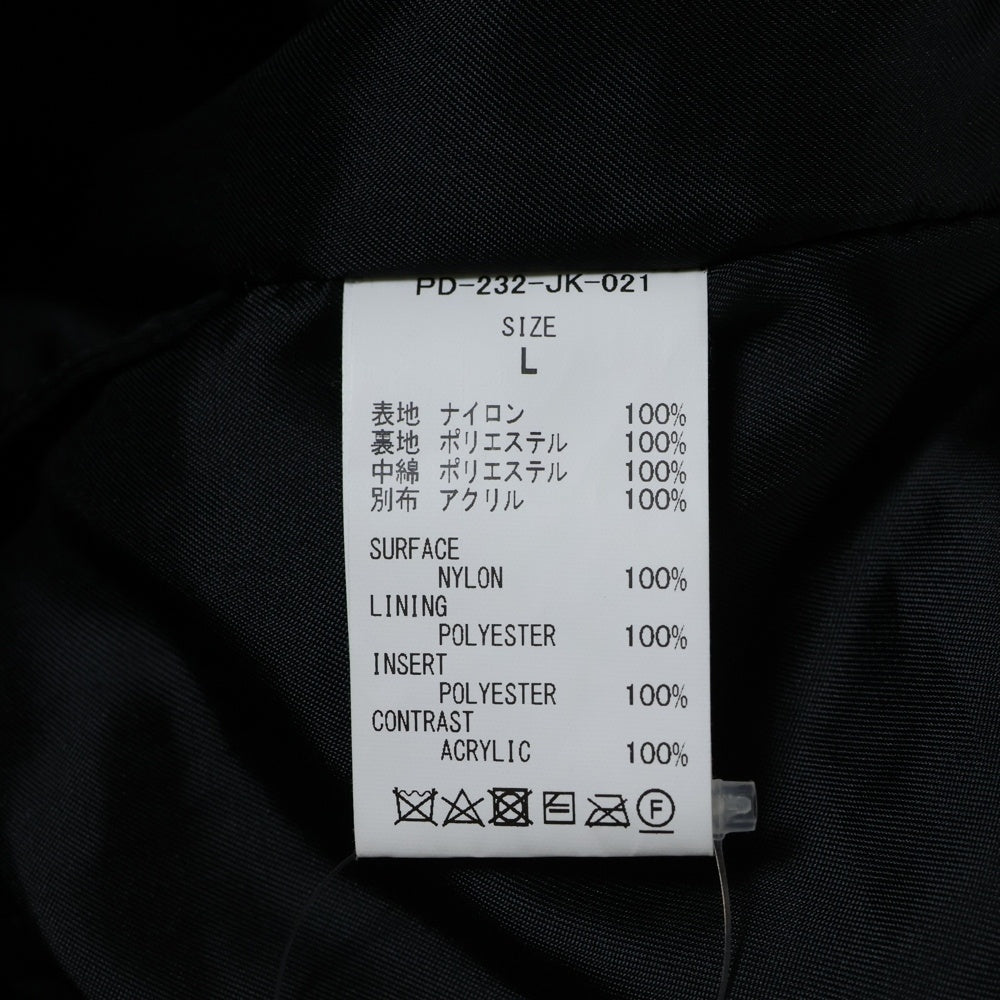 PD-232-JK-021
SIZE
L
表地 ナイロン 100%
裏地 ポリエステル 100%
中綿 ポリエステル 100%
別布 アクリル 100%
SURFACE
NYLON 100%
LINING
POLYESTER 100%
INSERT
POLYESTER 100%
CONTRAST
ACRYLIC 100%
F